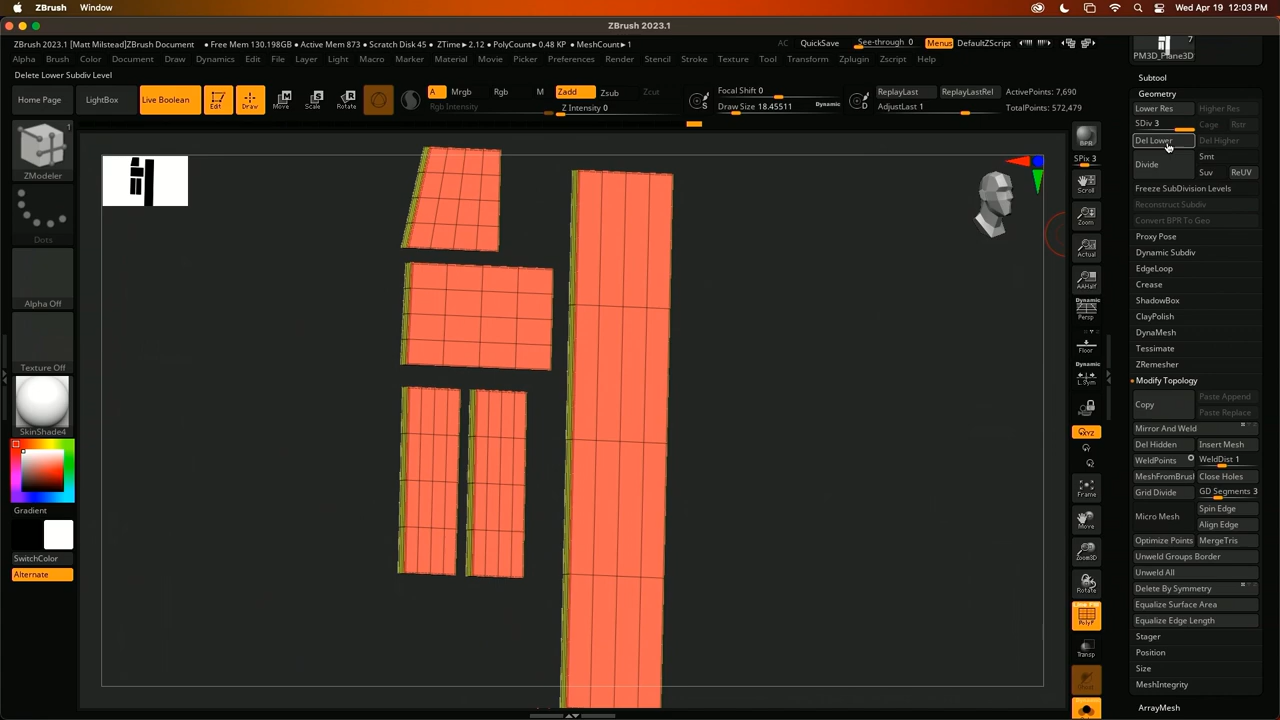 ZBrush Window
Wed Apr 19 12:03 PM
ZBrush 2023.1
ZBrush 2023.1 [Matt Milstead]ZBrush Document • Free Mem 130.198GB • Active Mem 873 • Scratch Disk 45 • ZTime▸2.12 • PolyCount▸0.48 KP • MeshCount▸1
AC QuickSave See-through 0 Menus DefaultZScript
Alpha Brush Color Document Draw Dynamics Edit File Layer Light Macro Marker Material Movie Picker Preferences Render Stencil Stroke Texture Tool Transform Zplugin Zscript Help
Delete Lower Subdiv Level
Home Page LightBox Live Boolean Edit Draw Move Scale Rotate
A Mrgb Rgb M
Rgb Intensity
Zadd Zsub Zcut
Z Intensity 0
S
Focal Shift 0
Draw Size 18.45511 Dynamic
D
ReplayLast ReplayLastRel
AdjustLast 1
ActivePoints: 7,690
TotalPoints: 572,479
1
ZModeler
Dots
Alpha Off
Texture Off
SkinShade4
Gradient
SwitchColor
Alternate
BPR
SPix 3
Scroll
Zoom
Actual
AAHalf
Dynamic
Persp
Floor
Dynamic
L.Sym
XYZ
Frame
Move
Zoom3D
Rotate
Line Fill
PolyF
Transp
7
PM3D_Plane3D
Subtool
Geometry
Lower Res Higher Res
SDiv 3 Cage Rstr
Del Lower Del Higher
Divide Smt
Suv ReUV
Freeze SubDivision Levels
Reconstruct Subdiv
Convert BPR To Geo
Proxy Pose
Dynamic Subdiv
EdgeLoop
Crease
ShadowBox
ClayPolish
DynaMesh
Tessimate
ZRemesher
Modify Topology
Copy Paste Append
Paste Replace
Mirror And Weld
Del Hidden Insert Mesh
WeldPoints WeldDist 1
MeshFromBrush Close Holes
Grid Divide GD Segments 3
Micro Mesh Spin Edge
Align Edge
Optimize Points MergeTris
Unweld Groups Border
Unweld All
Delete By Symmetry
Equalize Surface Area
Equalize Edge Length
Stager
Position
Size
MeshIntegrity
ArrayMesh